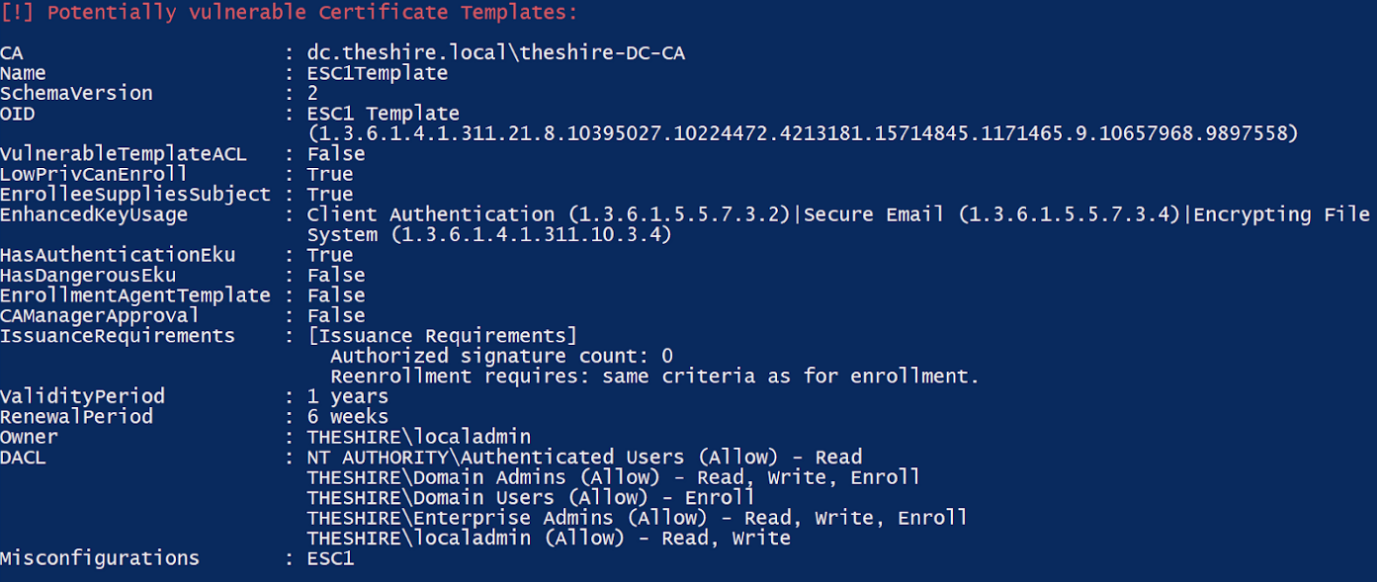 [!] Potentially vulnerable Certificate Templates:
CA : dc.theshire.local\theshire-DC-CA
Name : ESC1Template
SchemaVersion : 2
OID : ESC1 Template
(1.3.6.1.4.1.311.21.8.10395027.10224472.4213181.15714845.1171465.9.10657968.9897558)
VulnerableTemplateACL : False
LowPrivCanEnroll : True
EnrolleeSuppliesSubject : True
EnhancedKeyUsage : Client Authentication (1.3.6.1.5.5.7.3.2)|Secure Email (1.3.6.1.5.5.7.3.4)|Encrypting File
System (1.3.6.1.4.1.311.10.3.4)
HasAuthenticationEku : True
HasDangerousEku : False
EnrollmentAgentTemplate : False
CAManagerApproval : False
IssuanceRequirements : [Issuance Requirements]
Authorized signature count: 0
Reenrollment requires: same criteria as for enrollment.
ValidityPeriod : 1 years
RenewalPeriod : 6 weeks
Owner : THESHIRE\localadmin
DACL : NT AUTHORITY\Authenticated Users (Allow) - Read
THESHIRE\Domain Admins (Allow) - Read, Write, Enroll
THESHIRE\Domain Users (Allow) - Enroll
THESHIRE\Enterprise Admins (Allow) - Read, Write, Enroll
THESHIRE\localadmin (Allow) - Read, Write
Misconfigurations : ESC1